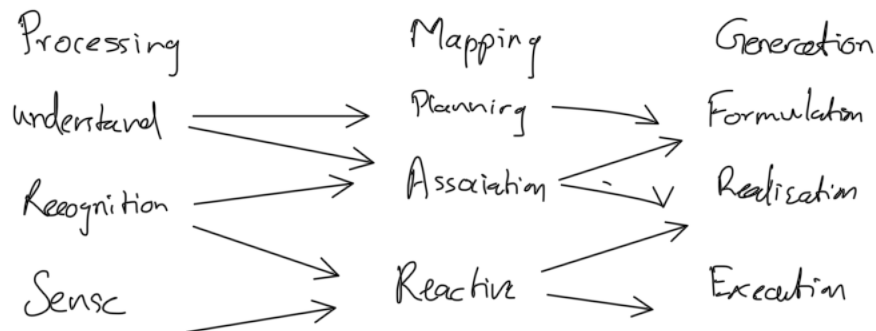 Processing Mapping Generation
understand Planning Formulation
Recognition Association Realisation
Sense Reactive Execution